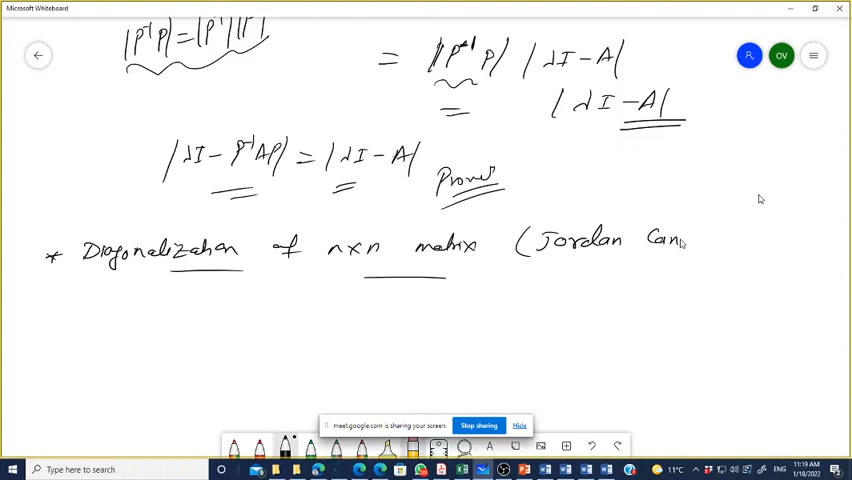 Microsoft Whiteboard
|P⁻¹P| = |P⁻¹||P|
= |P⁻¹P| |λI-A|
= |λI-A|
|λI - P⁻¹AP| = |λI-A| Proved
* Diagonalization of nxn matrix (Jordan Can
OV
meet.google.com is sharing your screen. Stop sharing Hide
Type here to search
11°C
ENG
11:19 AM
1/18/2022